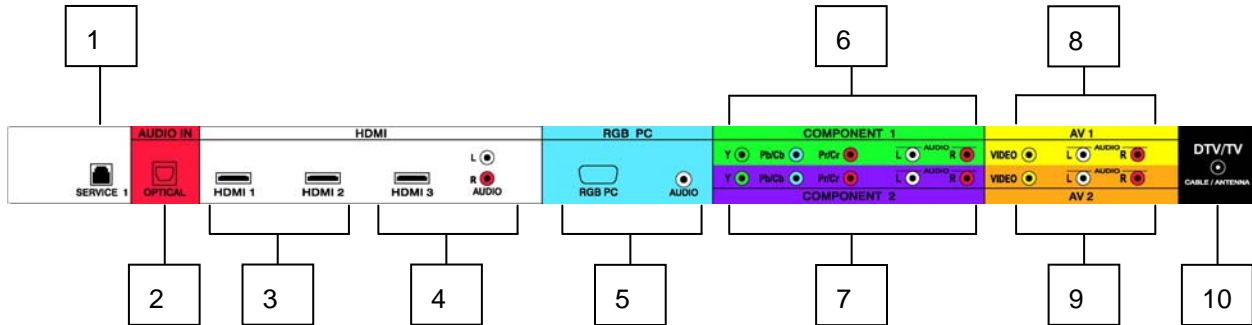 1
6
8
AUDIO IN
HDMI
RGB PC
COMPONENT 1
AV 1
SERVICE 1
OPTICAL
HDMI 1
HDMI 2
HDMI 3
L
R
AUDIO
RGB PC
AUDIO
Y Pb/Cb Pr/Cr L AUDIO R
Y Pb/Cb Pr/Cr L AUDIO R
COMPONENT 2
VIDEO L AUDIO R
VIDEO L AUDIO R
AV 2
DTV/TV
CABLE / ANTENNA
2
3
4
5
7
9
10